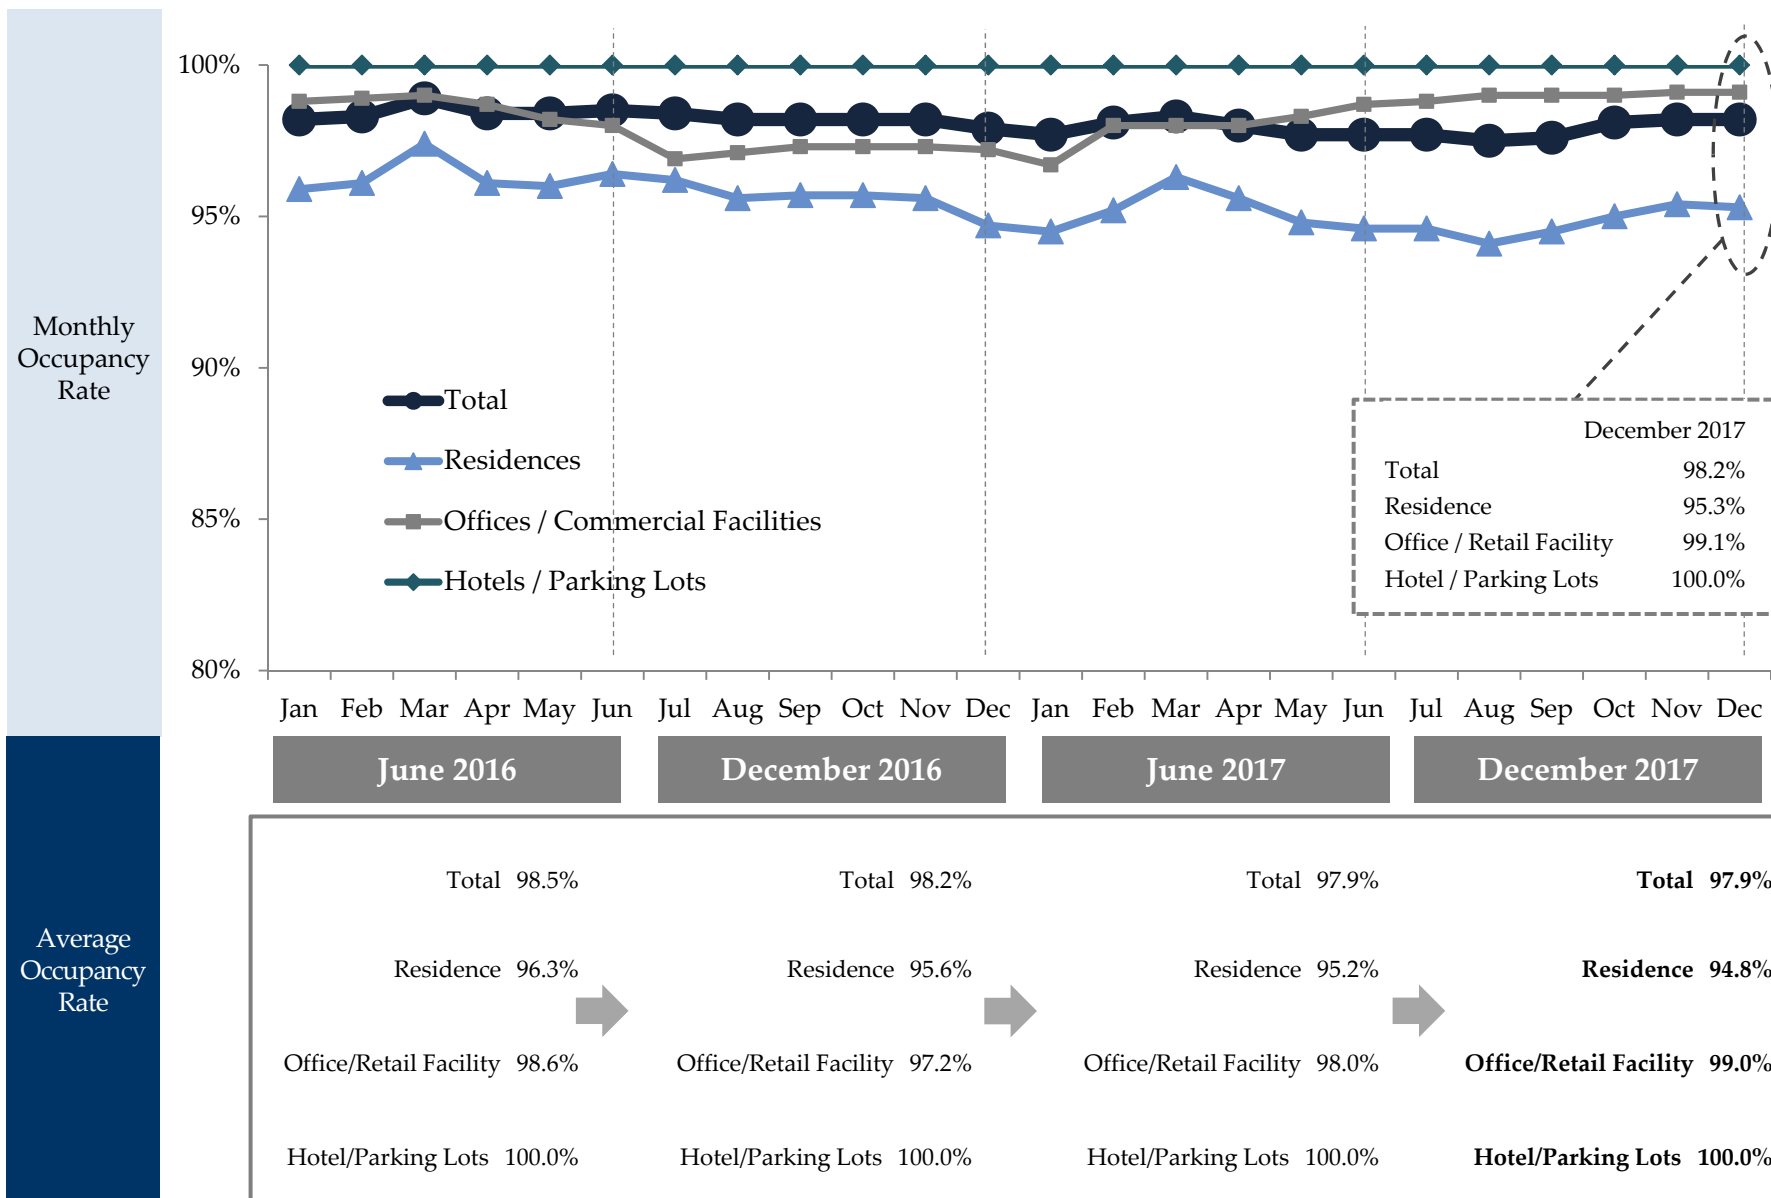 Monthly
Occupancy
Rate
100%
95%
90%
85%
80%
Total
Residences
Offices / Commercial Facilities
Hotels / Parking Lots
December 2017
Total 98.2%
Residence 95.3%
Office / Retail Facility 99.1%
Hotel / Parking Lots 100.0%
Jan Feb Mar Apr May Jun Jul Aug Sep Oct Nov Dec Jan Feb Mar Apr May Jun Jul Aug Sep Oct Nov Dec
June 2016 December 2016 June 2017 December 2017
Average
Occupancy
Rate
Total 98.5% Total 98.2% Total 97.9% Total 97.9%
Residence 96.3% Residence 95.6% Residence 95.2% Residence 94.8%
Office/Retail Facility 98.6% Office/Retail Facility 97.2% Office/Retail Facility 98.0% Office/Retail Facility 99.0%
Hotel/Parking Lots 100.0% Hotel/Parking Lots 100.0% Hotel/Parking Lots 100.0% Hotel/Parking Lots 100.0%